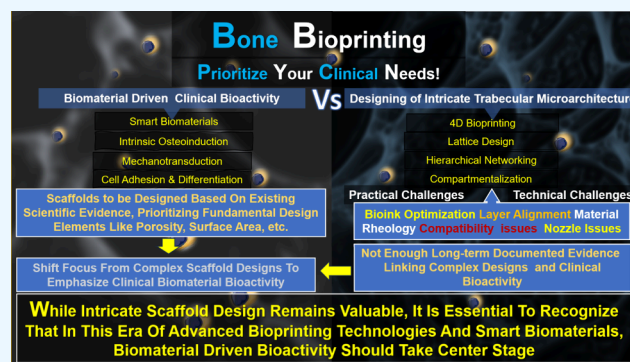 Bone Bioprinting
Prioritize Your Clinical Needs!
Biomaterial Driven Clinical Bioactivity
Vs
Designing of Intricate Trabecular Microarchitecture
Smart Biomaterials
Intrinsic Osteoinduction
Mechanotransduction
Cell Adhesion & Differentiation
4D Bioprinting
Lattice Design
Hierarchical Networking
Compartmentalization
Practical Challenges
Technical Challenges
Scaffolds to be Designed Based On Existing
Scientific Evidence, Prioritizing Fundamental Design
Elements Like Porosity, Surface Area, etc.
Bioink Optimization Layer Alignment Material
Rheology Compatibility issues Nozzle Issues
Shift Focus From Complex Scaffold Designs To
Emphasize Clinical Biomaterial Bioactivity
Not Enough Long-term Documented Evidence
Linking Complex Designs and Clinical
Bioactivity
While Intricate Scaffold Design Remains Valuable, It Is Essential To Recognize
That In This Era Of Advanced Bioprinting Technologies And Smart Biomaterials,
Biomaterial Driven Bioactivity Should Take Center
Stage